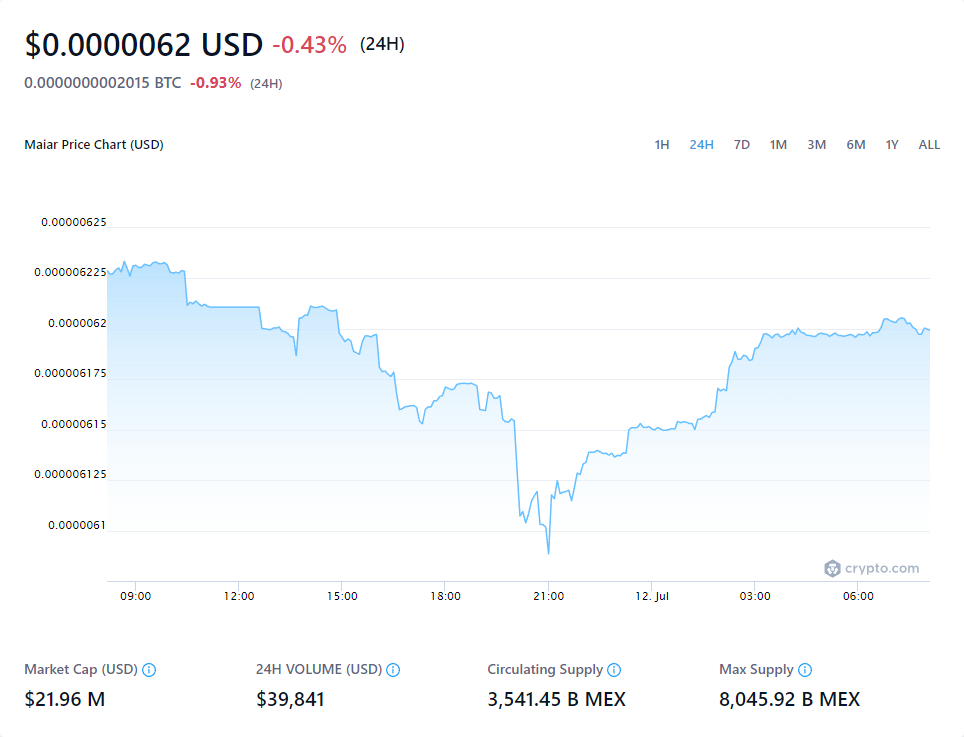 $0.0000062 USD -0.43% (24H)
0.0000000002015 BTC -0.93% (24H)
Maiar Price Chart (USD) 1H 24H 7D 1M 3M 6M 1Y ALL
0.00000625
0.000006225
0.0000062
0.000006175
0.00000615
0.000006125
0.0000061
crypto.com
09:00 12:00 15:00 18:00 21:00 12. Jul 03:00 06:00
Market Cap (USD) 24H VOLUME (USD) Circulating Supply Max Supply
$21.96 M $39,841 3,541.45 B MEX 8,045.92 B MEX